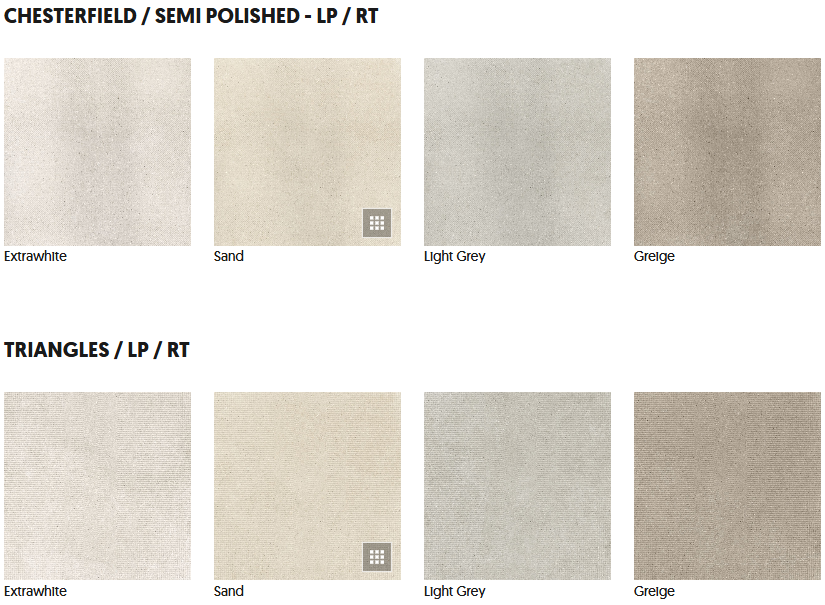 CHESTERFIELD / SEMI POLISHED - LP / RT
Extrawhite
Sand
Light Grey
Greige
TRIANGLES / LP / RT
Extrawhite
Sand
Light Grey
Greige